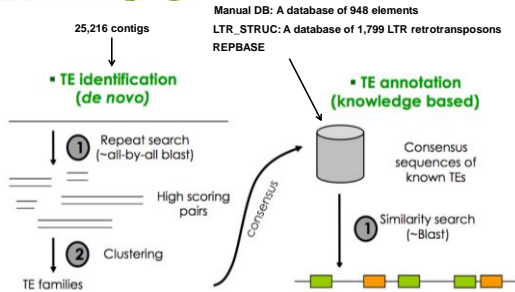 Manual DB: A database of 948 elements
25,216 contigs
LTR_STRUC: A database of 1,799 LTR retrotransposons
REPBASE
▪ TE identification
(de novo)
▪ TE annotation
(knowledge based)
1
Repeat search
(~all-by-all blast)
High scoring
pairs
2
Clustering
TE families
consensus
Consensus
sequences of
known TEs
1
Similarity search
(~Blast)